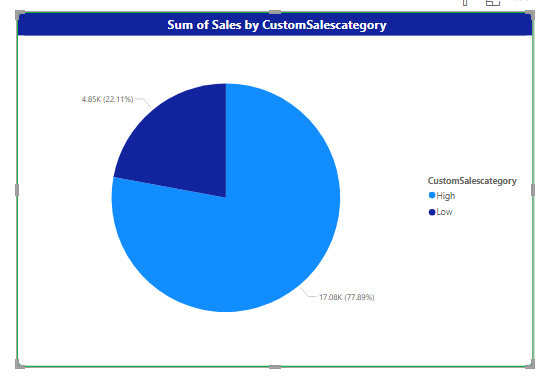 Sum of Sales by CustomSalescategory
4.85K (22.11%)
CustomSalescategory
High
Low
17.08K (77.89%)